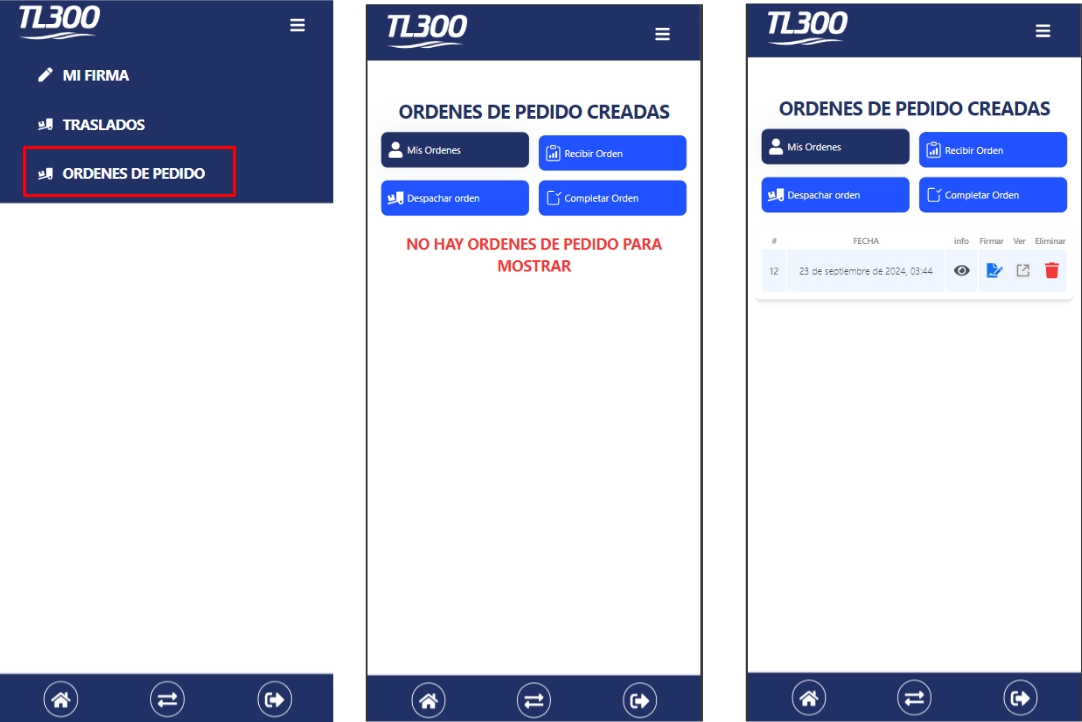 TL300
MI FIRMA
TRASLADOS
ORDENES DE PEDIDO
TL300
ORDENES DE PEDIDO CREADAS
Mis Ordenes
Recibir Orden
Despachar orden
Completar Orden
NO HAY ORDENES DE PEDIDO PARA
MOSTRAR
TL300
ORDENES DE PEDIDO CREADAS
Mis Ordenes
Recibir Orden
Despachar orden
Completar Orden
# FECHA info Firmar Ver Eliminar
12 23 de septiembre de 2024, 03:44